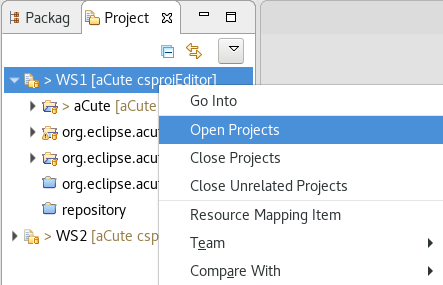 Packag
Project
> WS1 [aCute csprojEditor]
> aCute [aCute
org.eclipse.acu
org.eclipse.acu
org.eclipse.acu
repository
> WS2 [aCute csp
Go Into
Open Projects
Close Projects
Close Unrelated Projects
Resource Mapping Item
Team
Compare With